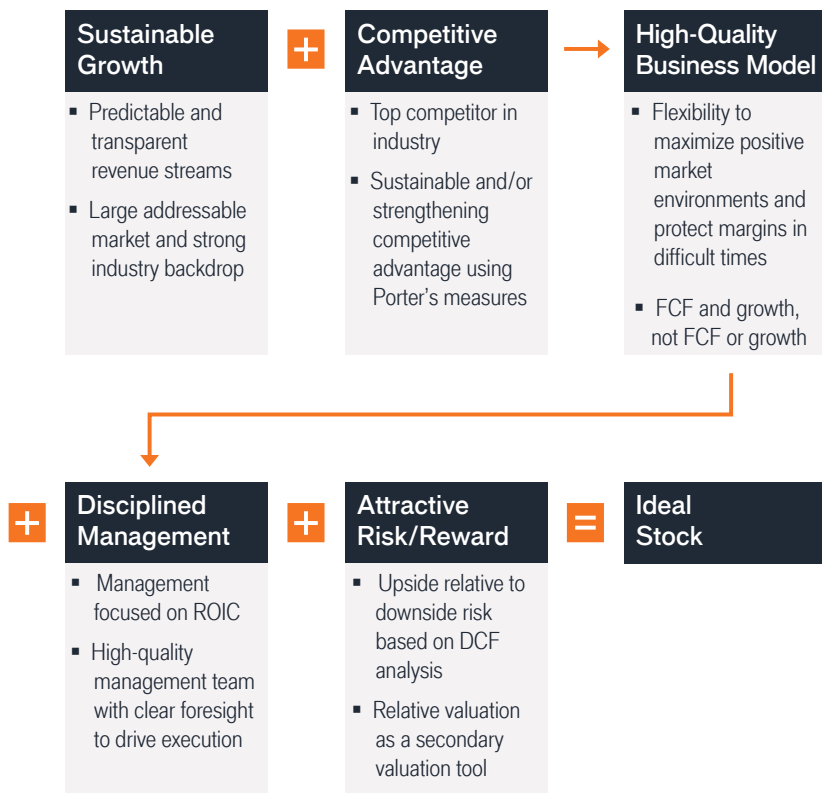 Sustainable
Growth
▪ Predictable and
transparent
revenue streams
▪ Large addressable
market and strong
industry backdrop
+
Competitive
Advantage
▪ Top competitor in
industry
▪ Sustainable and/or
strengthening
competitive
advantage using
Porter's measures
High-Quality
Business Model
▪ Flexibility to
maximize positive
market
environments and
protect margins in
difficult times
▪ FCF and growth,
not FCF or growth
+
Disciplined
Management
▪ Management
focused on ROIC
▪ High-quality
management team
with clear foresight
to drive execution
+
Attractive
Risk/Reward
▪ Upside relative to
downside risk
based on DCF
analysis
▪ Relative valuation
as a secondary
valuation tool
=
Ideal
Stock